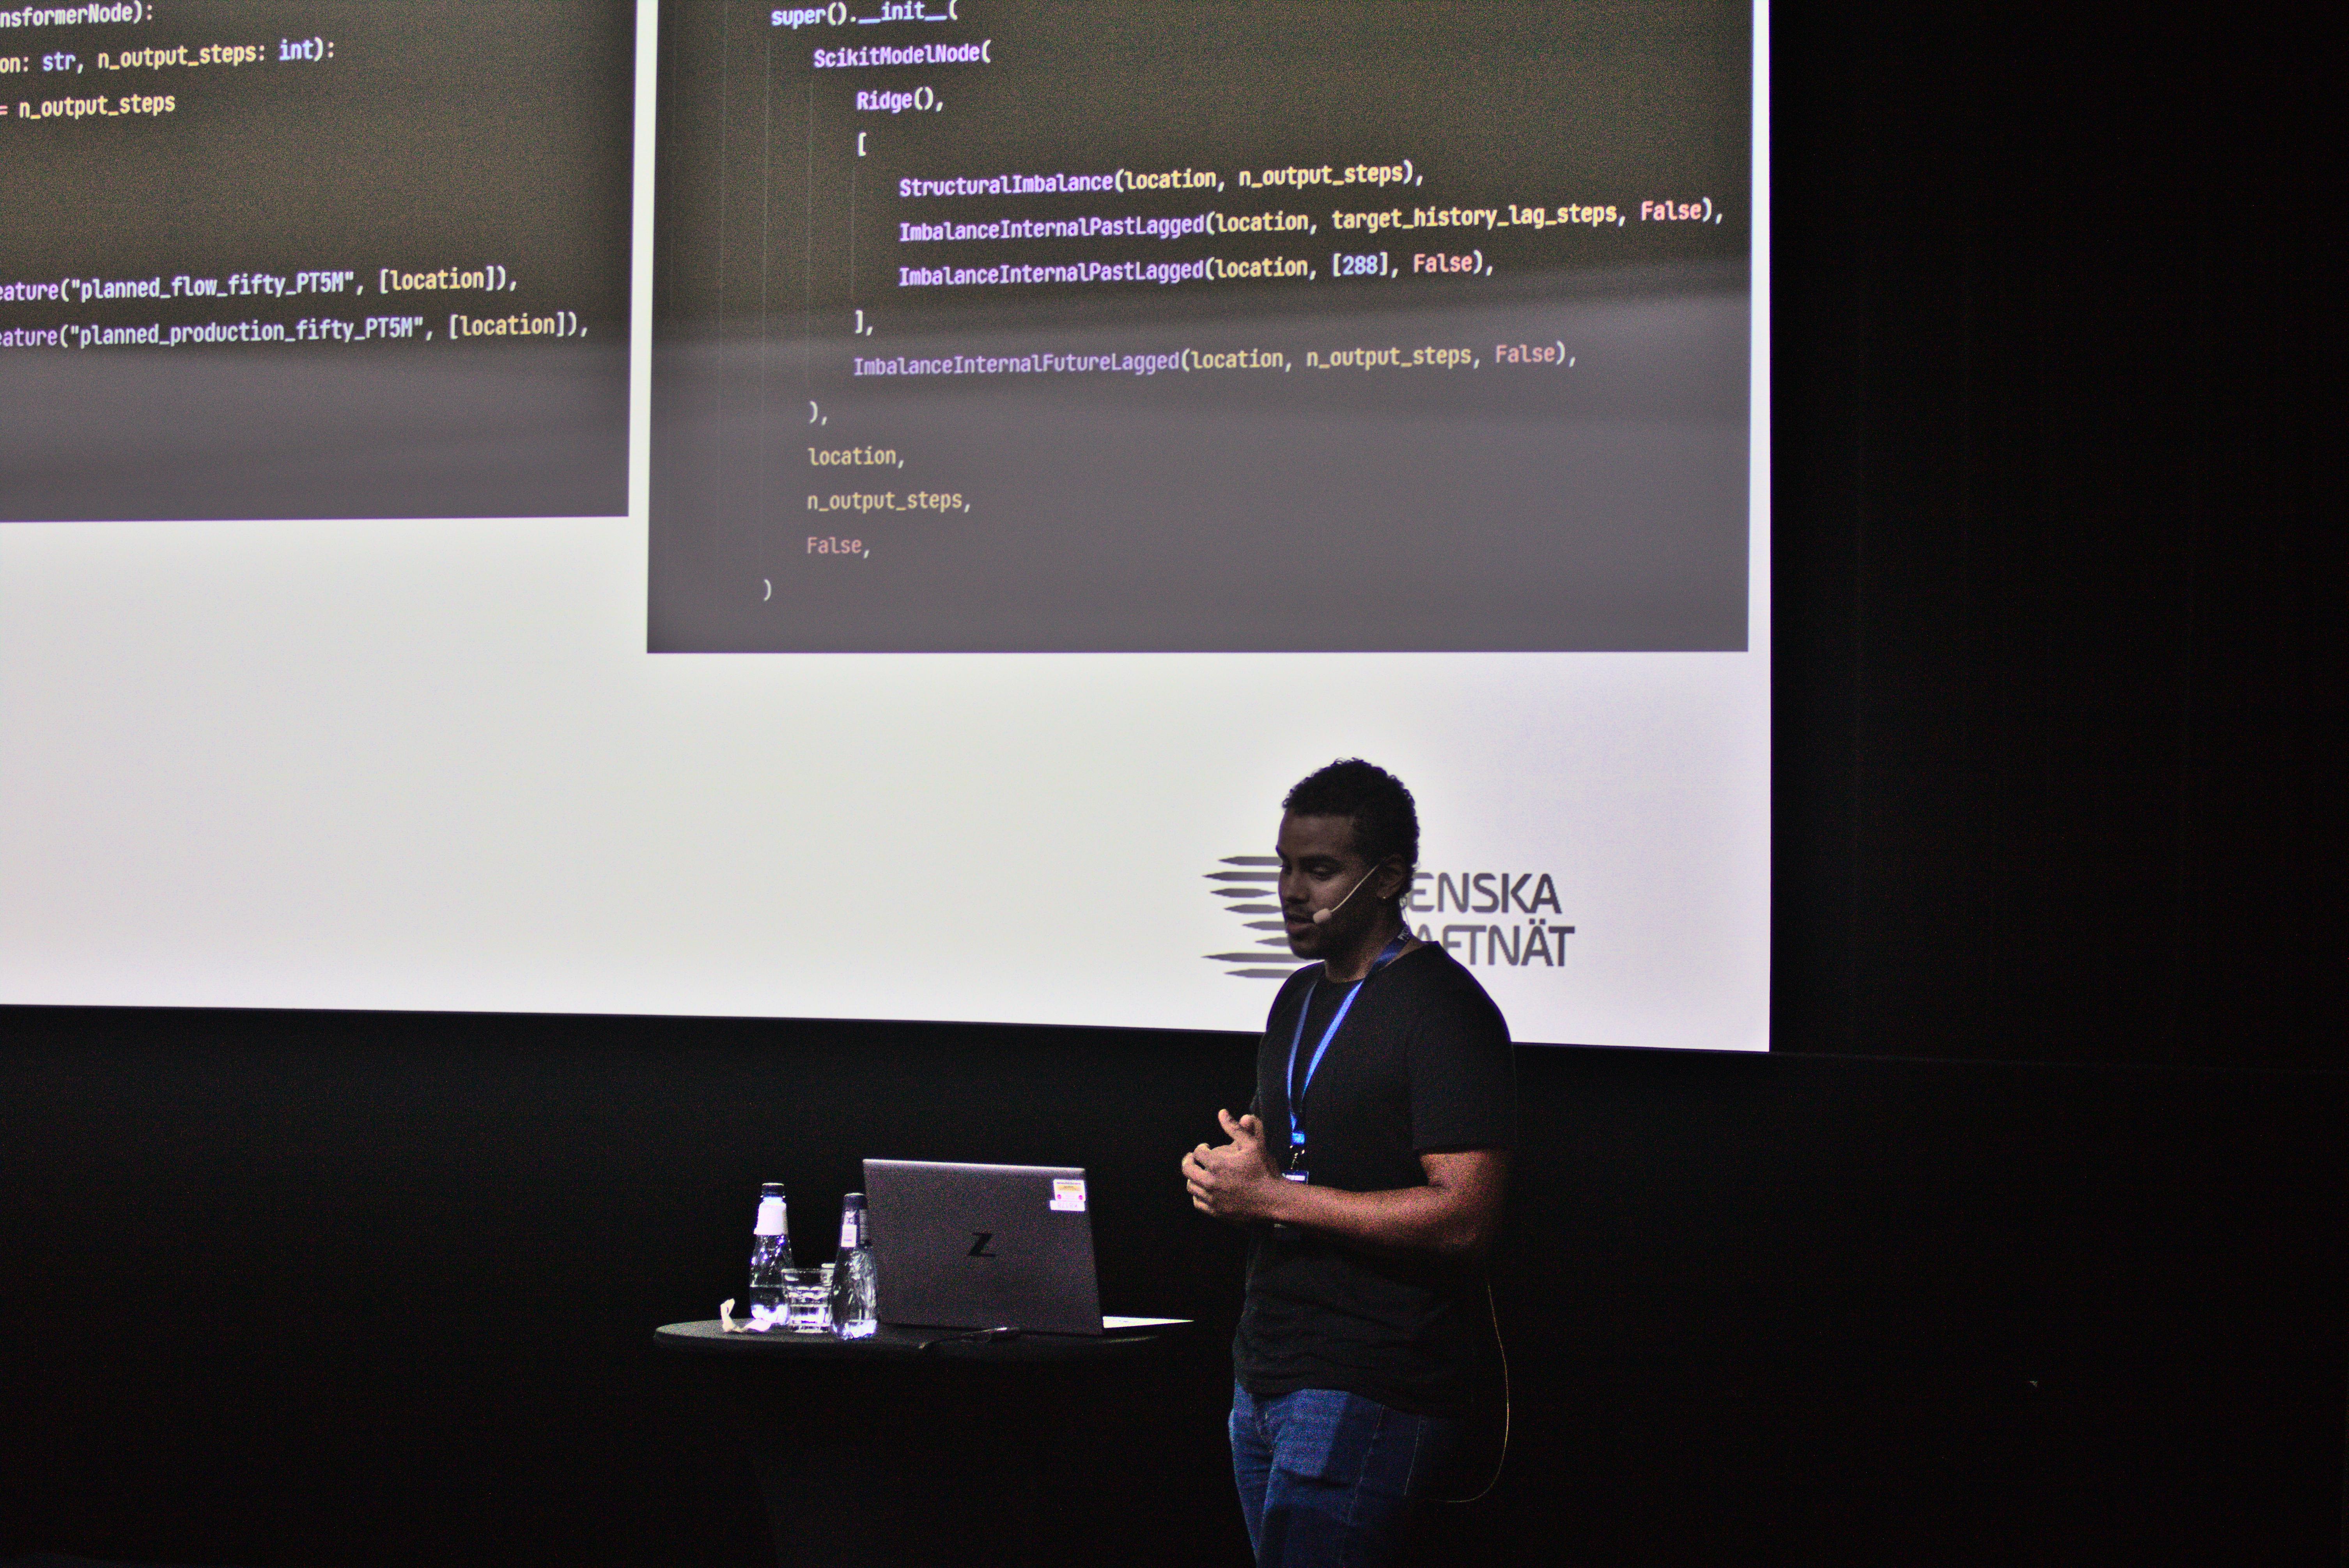 nsformerNode):
on: str, n_output_steps: int):
= n_output_steps
eature("planned_flow_fifty_PT5M", [location]),
eature("planned_production_fifty_PT5M", [location]),
super().__init__(
ScikitModelNode(
Ridge(),
[
StructuralImbalance(location, n_output_steps),
ImbalanceInternalPastLagged(location, target_history_lag_steps, False),
ImbalanceInternalPastLagged(location, [288], False),
],
ImbalanceInternalFutureLagged(location, n_output_steps, False),
),
location,
n_output_steps,
False,
)
ENSKA
AFTNÄT
Z